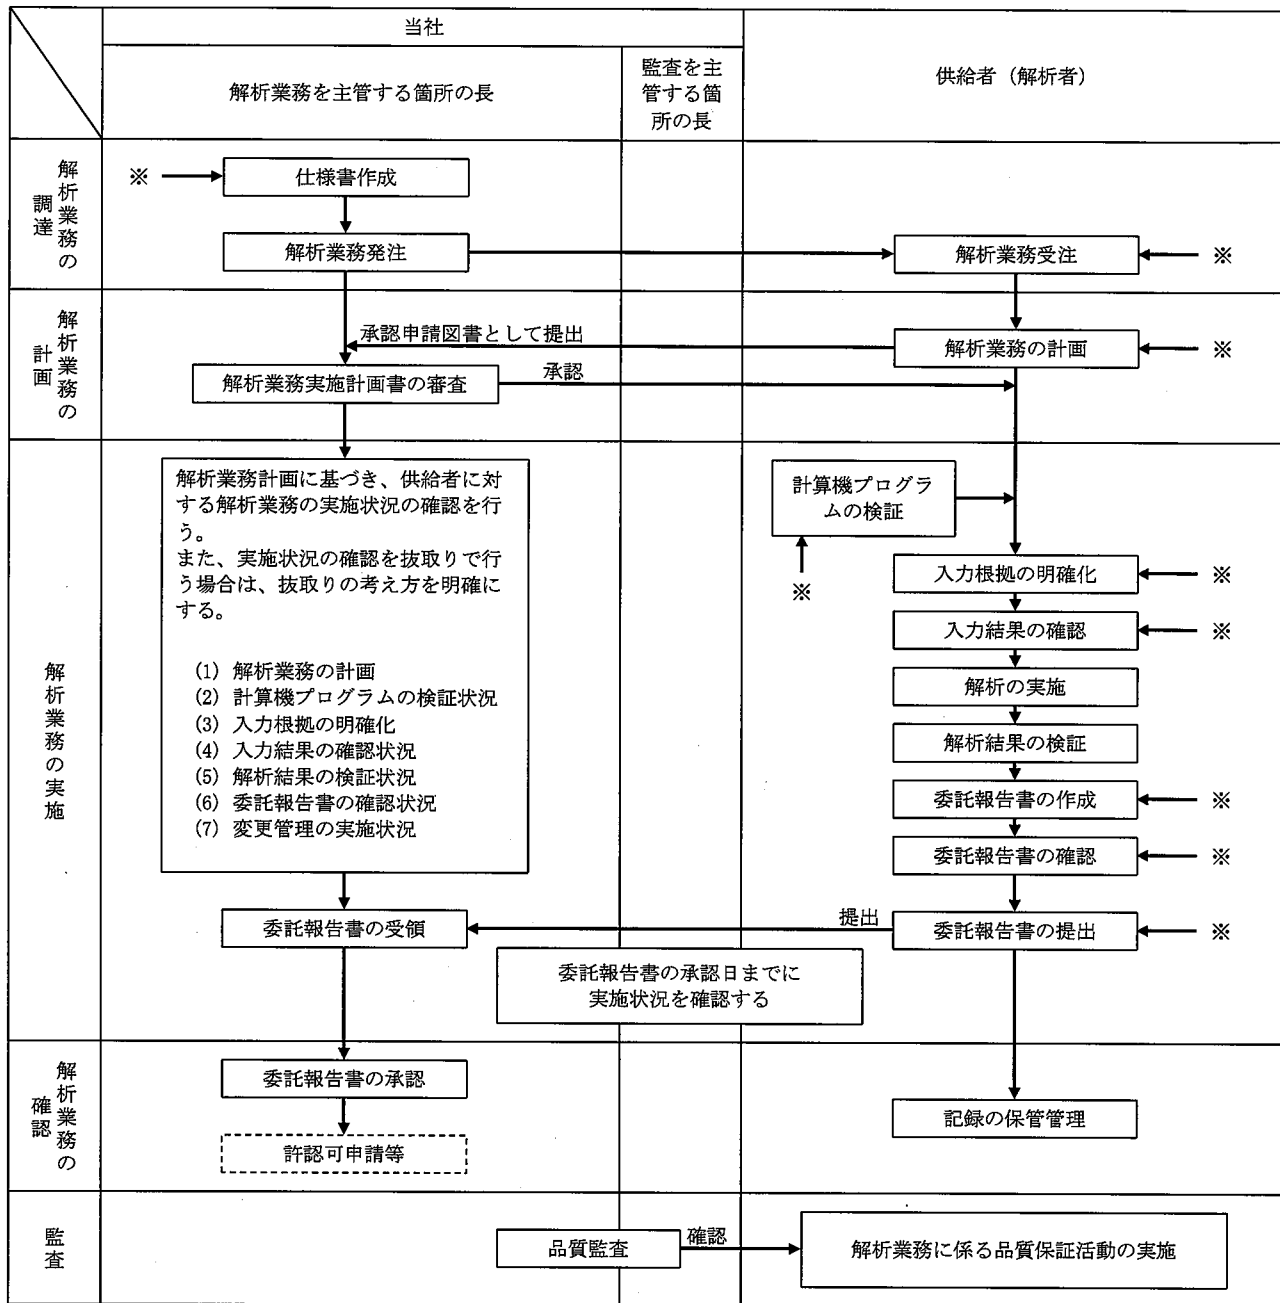 当社
解析業務を主管する箇所の長
監査を主
管する箇
所の長
供給者（解析者）
解析業務の
調達
※
仕様書作成
解析業務発注
解析業務受注
※
解析業務の
計画
承認申請図書として提出
解析業務の計画
※
解析業務実施計画書の審査
承認
解析業務の実施
解析業務計画に基づき、供給者に対
する解析業務の実施状況の確認を行
う。
また、実施状況の確認を抜取りで行
う場合は、抜取りの考え方を明確に
する。
(1) 解析業務の計画
(2) 計算機プログラムの検証状況
(3) 入力根拠の明確化
(4) 入力結果の確認状況
(5) 解析結果の検証状況
(6) 委託報告書の確認状況
(7) 変更管理の実施状況
計算機プログラ
ムの検証
※
入力根拠の明確化
※
入力結果の確認
※
解析の実施
解析結果の検証
委託報告書の作成
※
委託報告書の確認
※
委託報告書の受領
提出
委託報告書の提出
※
委託報告書の承認日までに
実施状況を確認する
解析業務の
確認
委託報告書の承認
許認可申請等
記録の保管管理
監査
品質監査
確認
解析業務に係る品質保証活動の実施